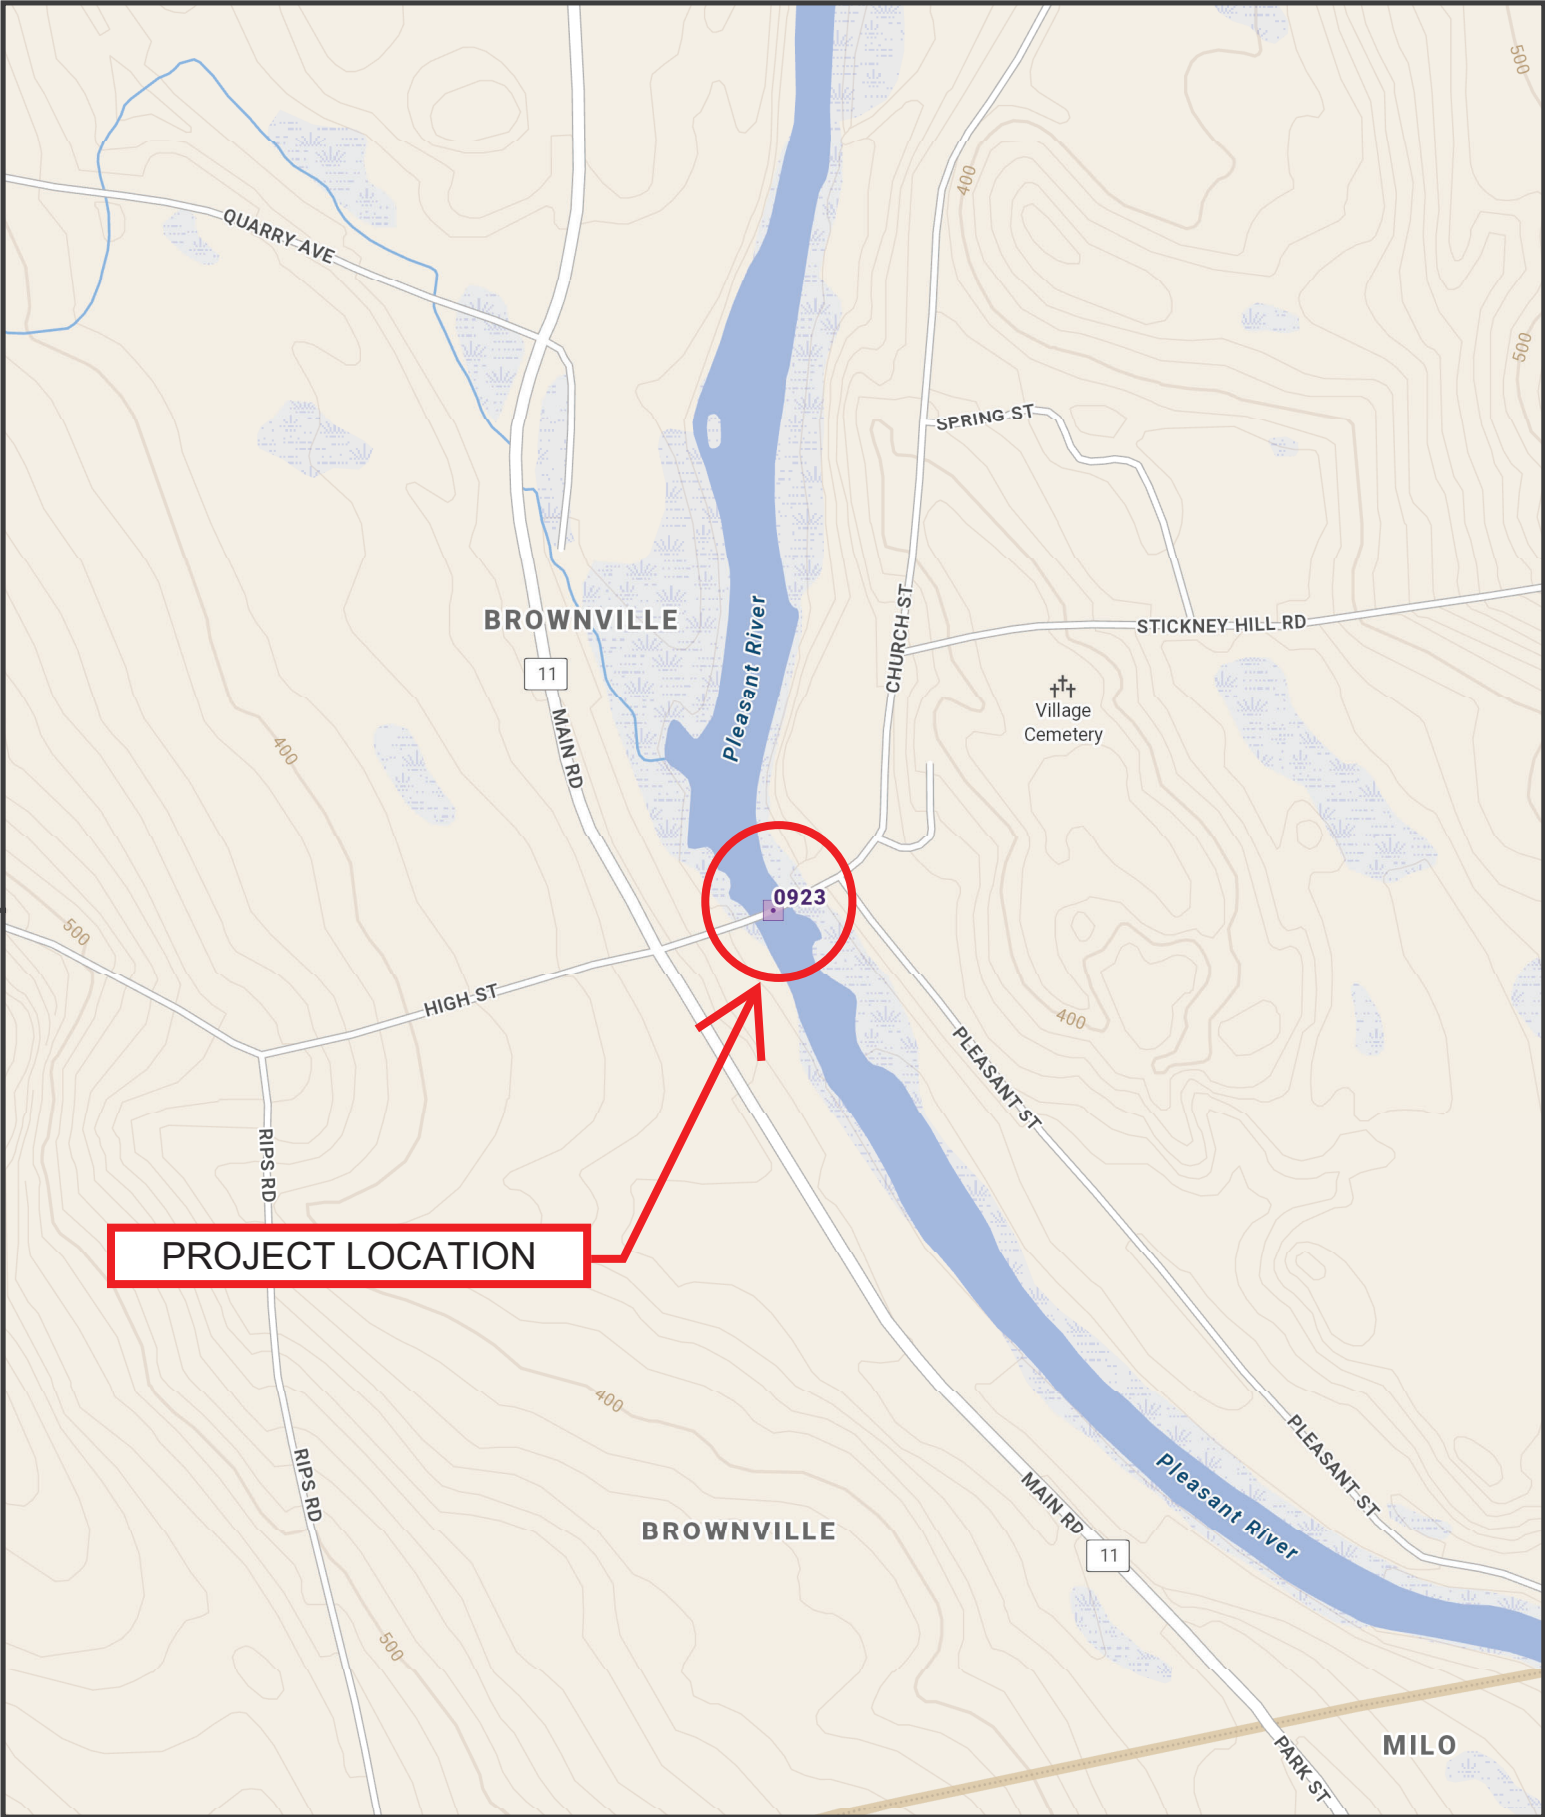 500
400
QUARRY AVE
500
SPRING ST
BROWNVILLE
Pleasant River
CHURCH ST
STICKNEY HILL RD
11
Village
Cemetery
MAIN RD
400
0923
500
HIGH ST
400
PLEASANT ST
RIPS RD
PROJECT LOCATION
400
PLEASANT ST
RIPS RD
Pleasant River
MAIN RD
BROWNVILLE
11
500
MILO
PARK ST